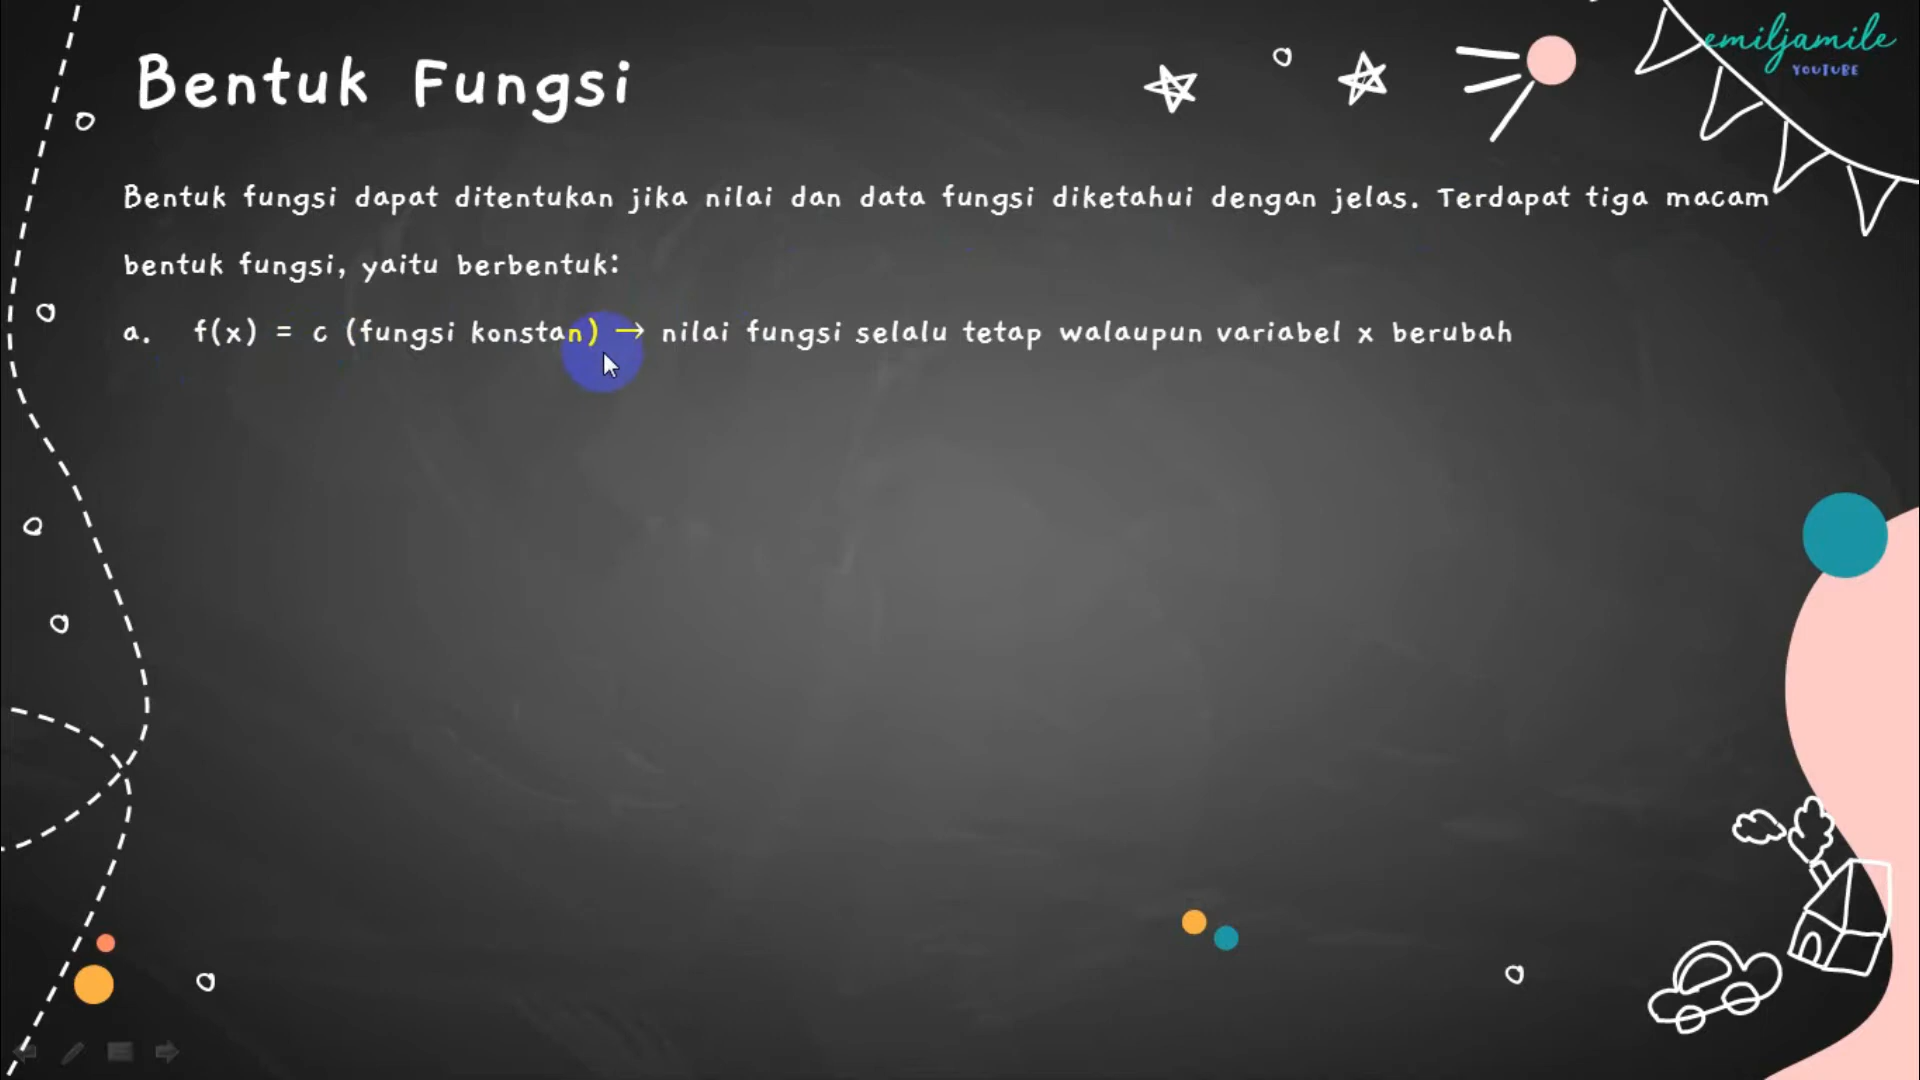 emiljamile
YOUTUBE
Bentuk Fungsi
Bentuk fungsi dapat ditentukan jika nilai dan data fungsi diketahui dengan jelas. Terdapat tiga macam
bentuk fungsi, yaitu berbentuk:
a. f(x) = c (fungsi konstan) → nilai fungsi selalu tetap walaupun variabel x berubah